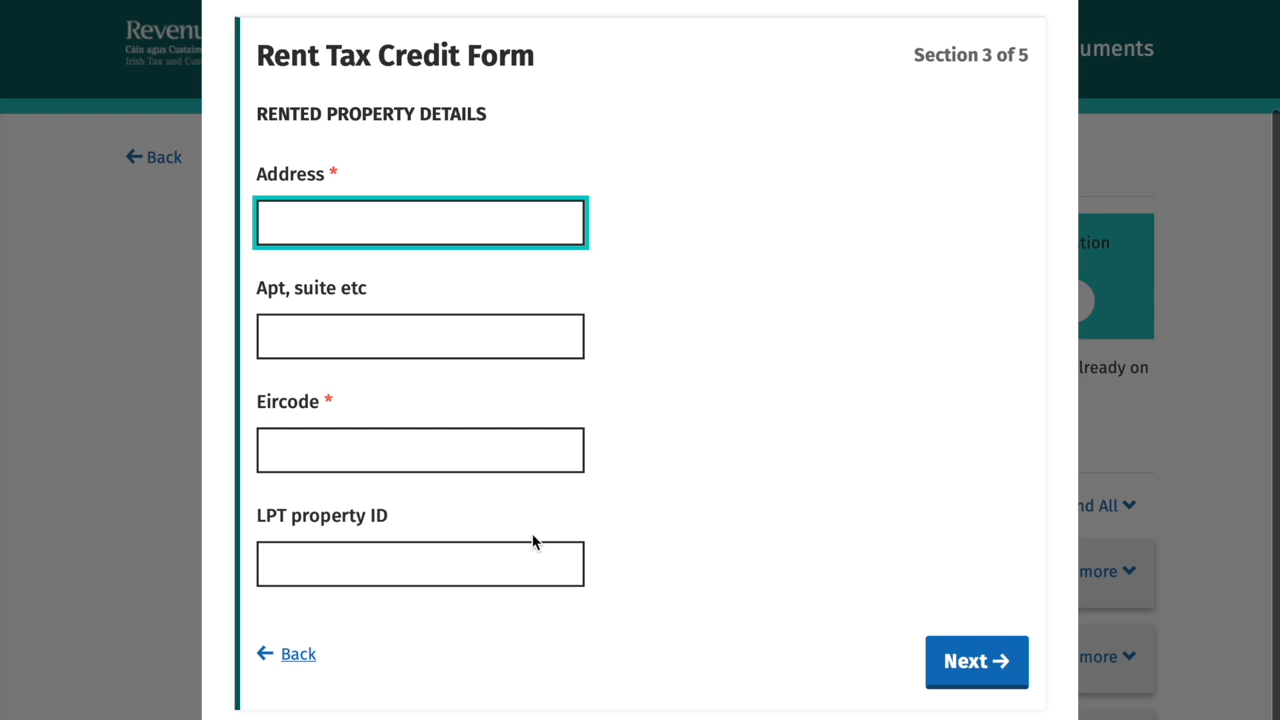 Revenu
Cáin agus Custaim
Irish Tax and Cus
uments
Back
Rent Tax Credit Form
Section 3 of 5
RENTED PROPERTY DETAILS
Address *
Apt, suite etc
Eircode *
LPT property ID
Back
Next
tion
lready on
nd All
more
more